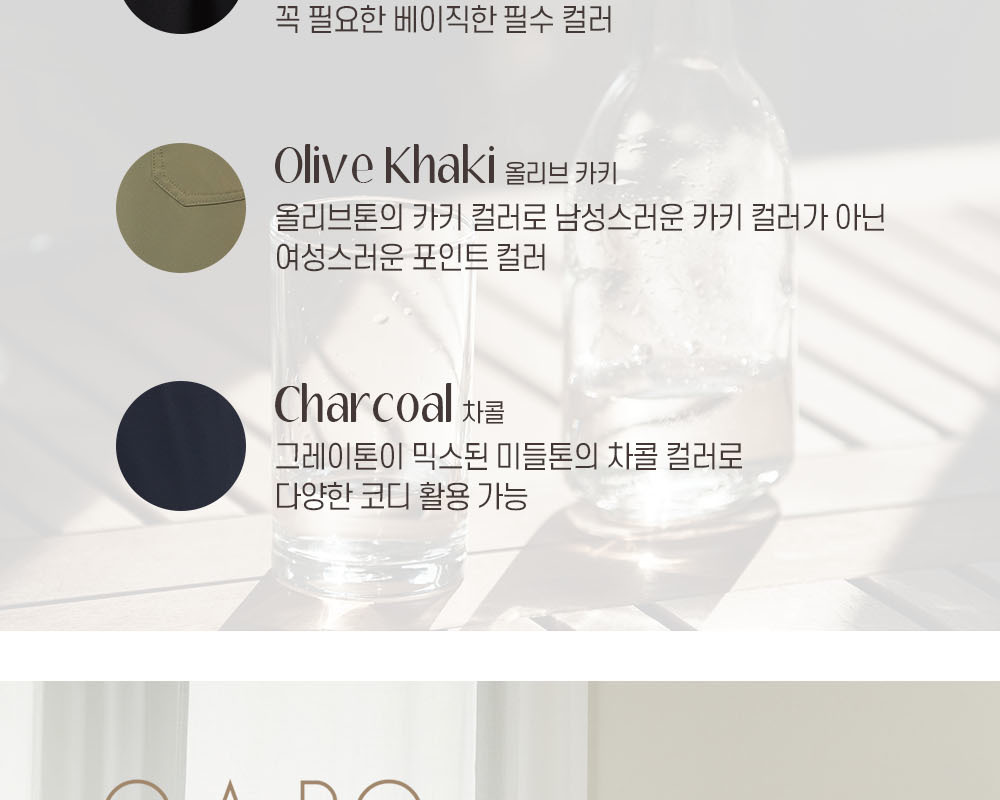 꼭 필요한 베이직한 필수 컬러
Olive Khaki 올리브 카키
올리브톤의 카키 컬러로 남성스러운 카키 컬러가 아닌
여성스러운 포인트 컬러
Charcoal 차콜
그레이톤이 믹스된 미들톤의 차콜 컬러로
다양한 코디 활용 가능